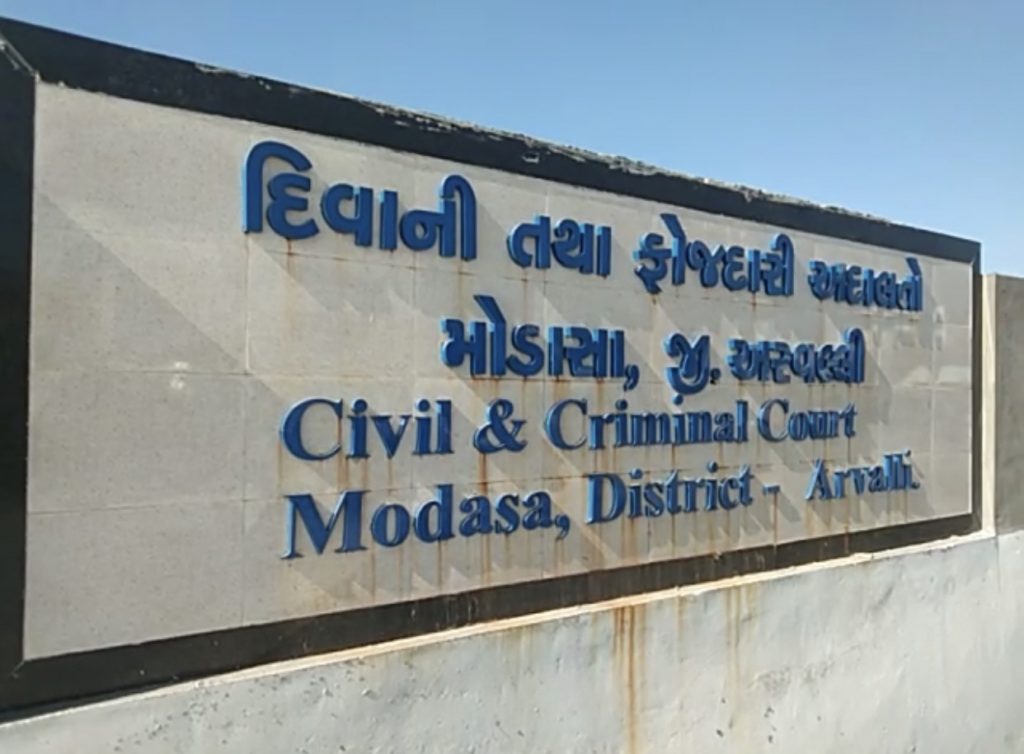 દિવાની તથા ફોજદારી અદાલતો
મોડાસા, જી. અરવલ્લી
Civil & Criminal Court
Modasa, District - Arvalli.